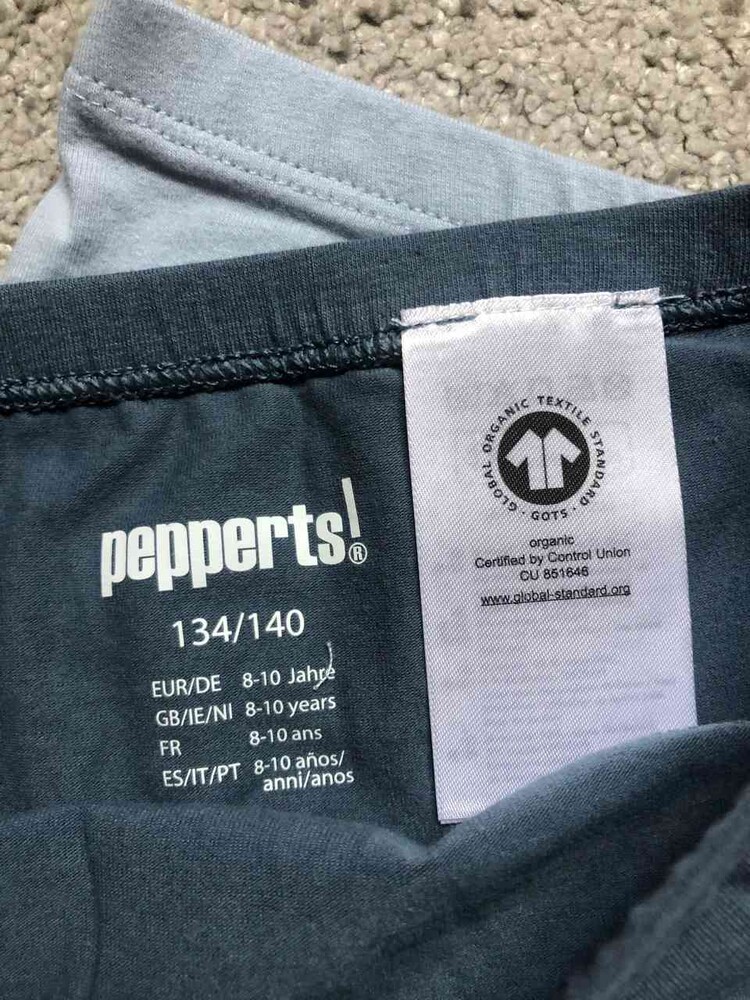 pepperts!®
134/140
EUR/DE 8-10 Jahre
GB/IE/NI 8-10 years
FR 8-10 ans
ES/IT/PT 8-10 años/
anni/anos
GLOBAL ORGANIC TEXTILE STANDARD · GOTS ·
organic
Certified by Control Union
CU 851646
www.global-standard.org